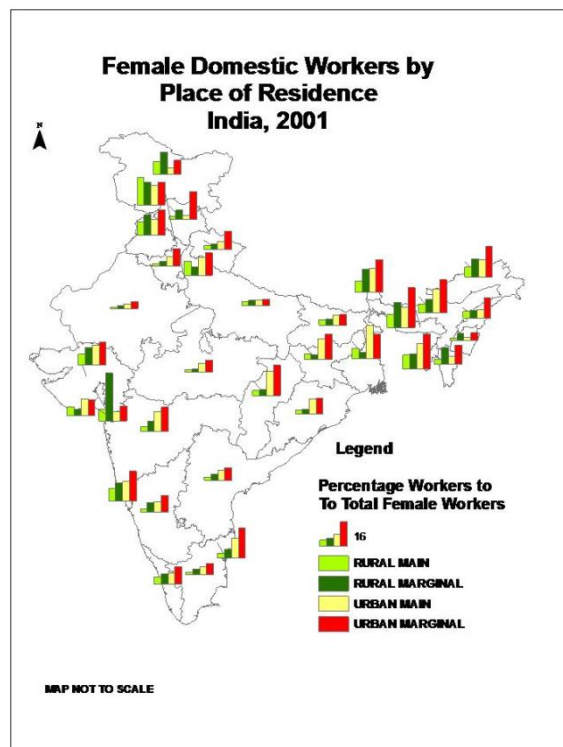 Female Domestic Workers by
Place of Residence
India, 2001
N
Legend
Percentage Workers to
To Total Female Workers
16
RURAL MAIN
RURAL MARGINAL
URBAN MAIN
URBAN MARGINAL
MAP NOT TO SCALE